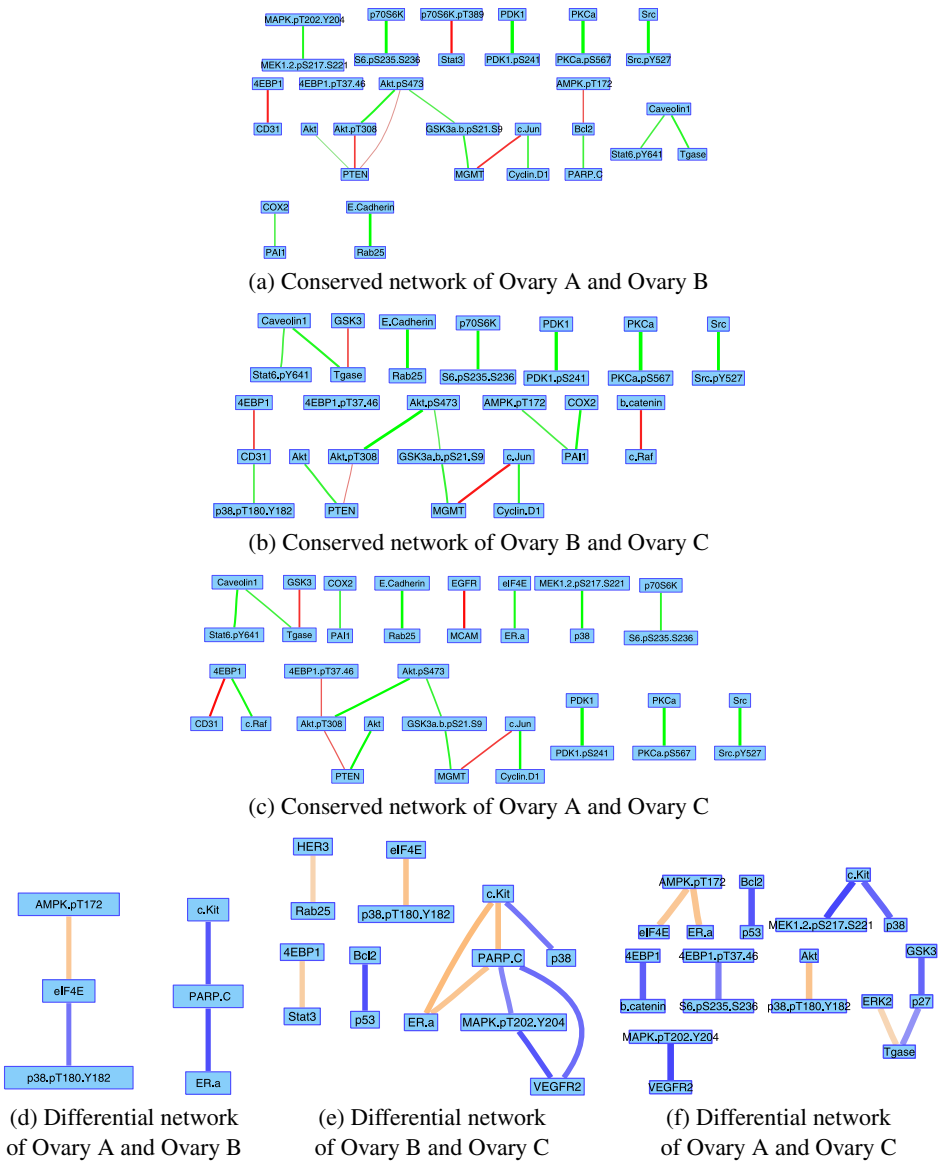 MAPK.pT202.Y204 p70S6K p70S6K.pT389 PDK1 PKCa Src
MEK1.2.pS217.S221 S6.pS235.S236 Stat3 PDK1.pS241 PKCa.pS567 Src.pY527
4EBP1 4EBP1.pT37.46 Akt.pS473 AMPK.pT172
Caveolin1
CD31 Akt Akt.pT308 GSK3a.b.pS21.S9 c.Jun Bcl2
Stat6.pY641 Tgase
PTEN MGMT Cyclin.D1 PARP.C
COX2 E.Cadherin
PAI1 Rab25
(a) Conserved network of Ovary A and Ovary B
Caveolin1 GSK3 E.Cadherin p70S6K PDK1 PKCa Src
Stat6.pY641 Tgase Rab25 S6.pS235.S236 PDK1.pS241 PKCa.pS567 Src.pY527
4EBP1 4EBP1.pT37.46 Akt.pS473 AMPK.pT172 COX2 b.catenin
CD31 Akt Akt.pT308 GSK3a.b.pS21.S9 c.Jun PAI1 c.Raf
p38.pT180.Y182 PTEN MGMT Cyclin.D1
(b) Conserved network of Ovary B and Ovary C
Caveolin1 GSK3 COX2 E.Cadherin EGFR eIF4E MEK1.2.pS217.S221 p70S6K
Stat6.pY641 Tgase PAI1 Rab25 MCAM ER.a p38 S6.pS235.S236
4EBP1 4EBP1.pT37.46 Akt.pS473
PDK1 PKCa Src
CD31 c.Raf Akt.pT308 Akt GSK3a.b.pS21.S9 c.Jun
PDK1.pS241 PKCa.pS567 Src.pY527
PTEN MGMT Cyclin.D1
(c) Conserved network of Ovary A and Ovary C
AMPK.pT172 c.Kit
eIF4E PARP.C
p38.pT180.Y182 ER.a
(d) Differential network
of Ovary A and Ovary B
HER3 eIF4E
Rab25 p38.pT180.Y182 c.Kit
4EBP1 Bcl2 PARP.C p38
Stat3 p53 ER.a MAPK.pT202.Y204
VEGFR2
(e) Differential network
of Ovary B and Ovary C
AMPK.pT172 Bcl2 c.Kit
eIF4E ER.a p53 MEK1.2.pS217.S221 p38
4EBP1 4EBP1.pT37.46 Akt GSK3
b.catenin S6.pS235.S236 p38.pT180.Y182 ERK2 p27
MAPK.pT202.Y204 Tgase
VEGFR2
(f) Differential network
of Ovary A and Ovary C